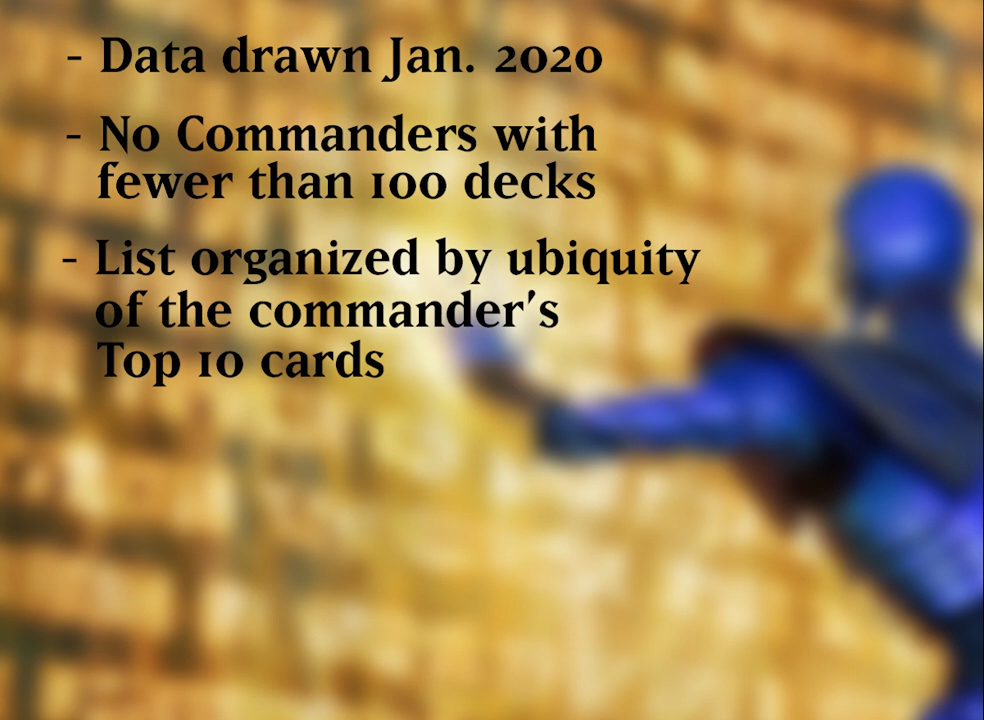 - Data drawn Jan. 2020
- No Commanders with
fewer than 100 decks
- List organized by ubiquity
of the commander's
Top 10 cards